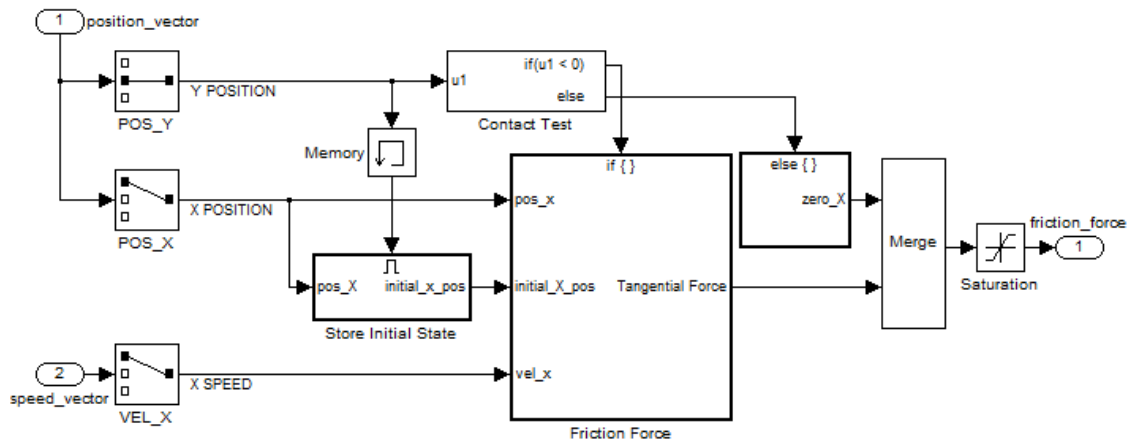 1
position_vector
if(u1 < 0)
u1
else
Y POSITION
POS_Y
Contact Test
Memory
if { }
else { }
pos_x
zero_X
X POSITION
POS_X
friction_force
Merge
1
pos_X
initial_x_pos
initial_X_pos
Tangential Force
Saturation
Store Initial State
2
vel_x
X SPEED
speed_vector
VEL_X
Friction Force